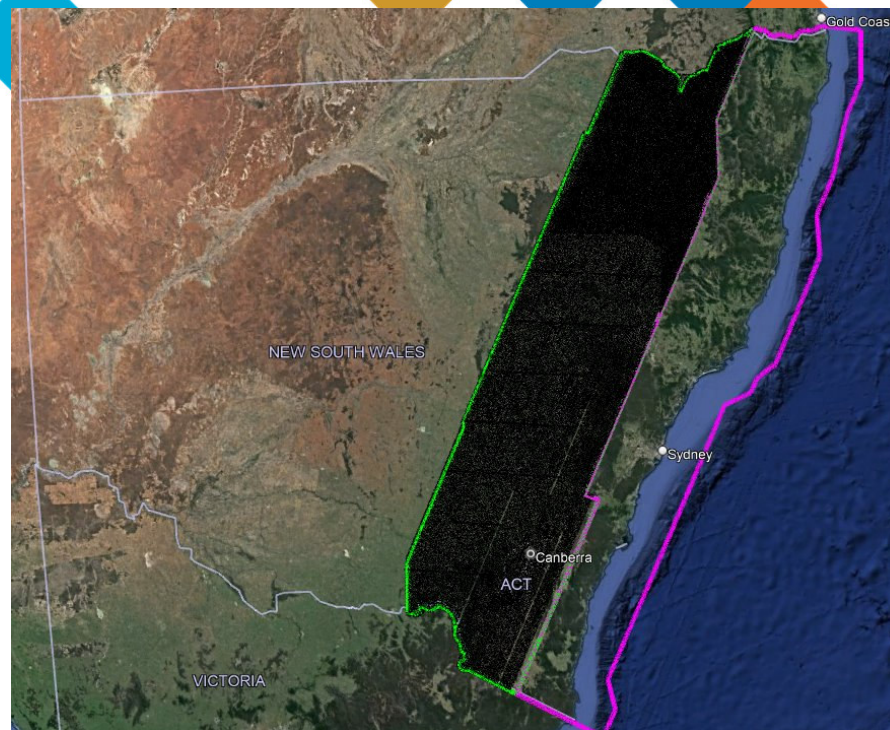 Gold Coas
NEW SOUTH WALES
Sydney
Canberra
ACT
VICTORIA